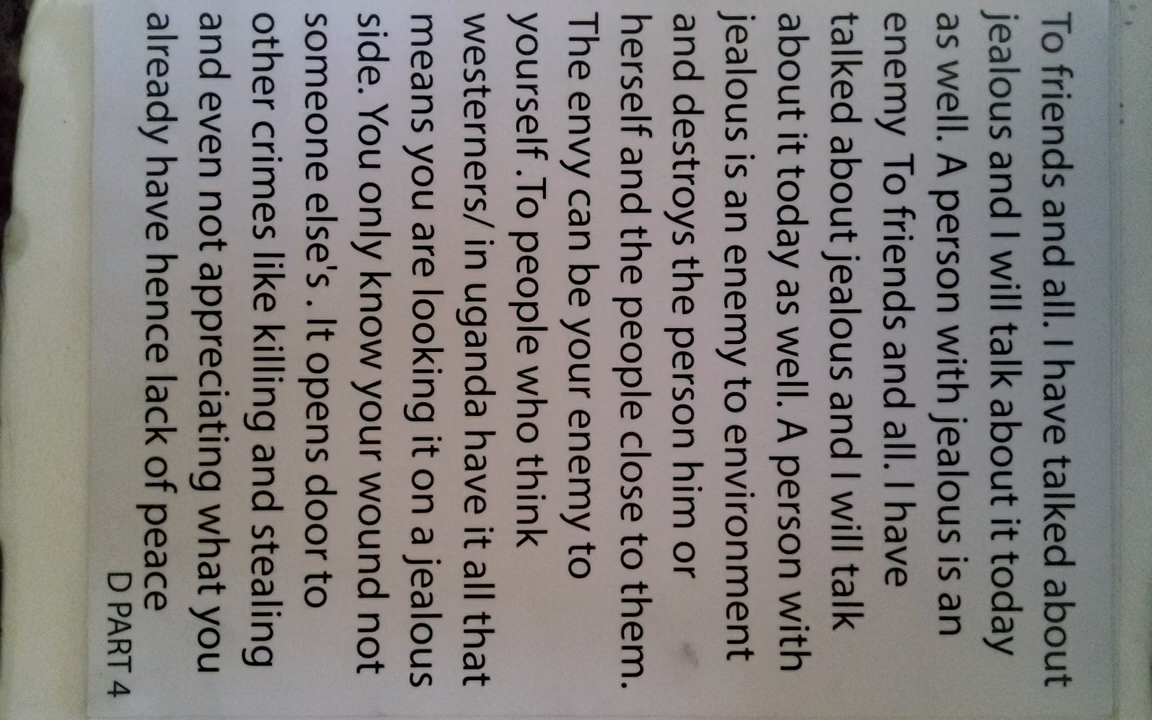 To friends and all. I have talked about
jealous and I will talk about it today
as well. A person with jealous is an
enemy To friends and all. I have
talked about jealous and I will talk
about it today as well. A person with
jealous is an enemy to environment
and destroys the person him or
herself and the people close to them.
The envy can be your enemy to
yourself .To people who think
westerners/ in uganda have it all that
means you are looking it on a jealous
side. You only know your wound not
someone else's . It opens door to
other crimes like killing and stealing
and even not appreciating what you
already have hence lack of peace
D PART 4